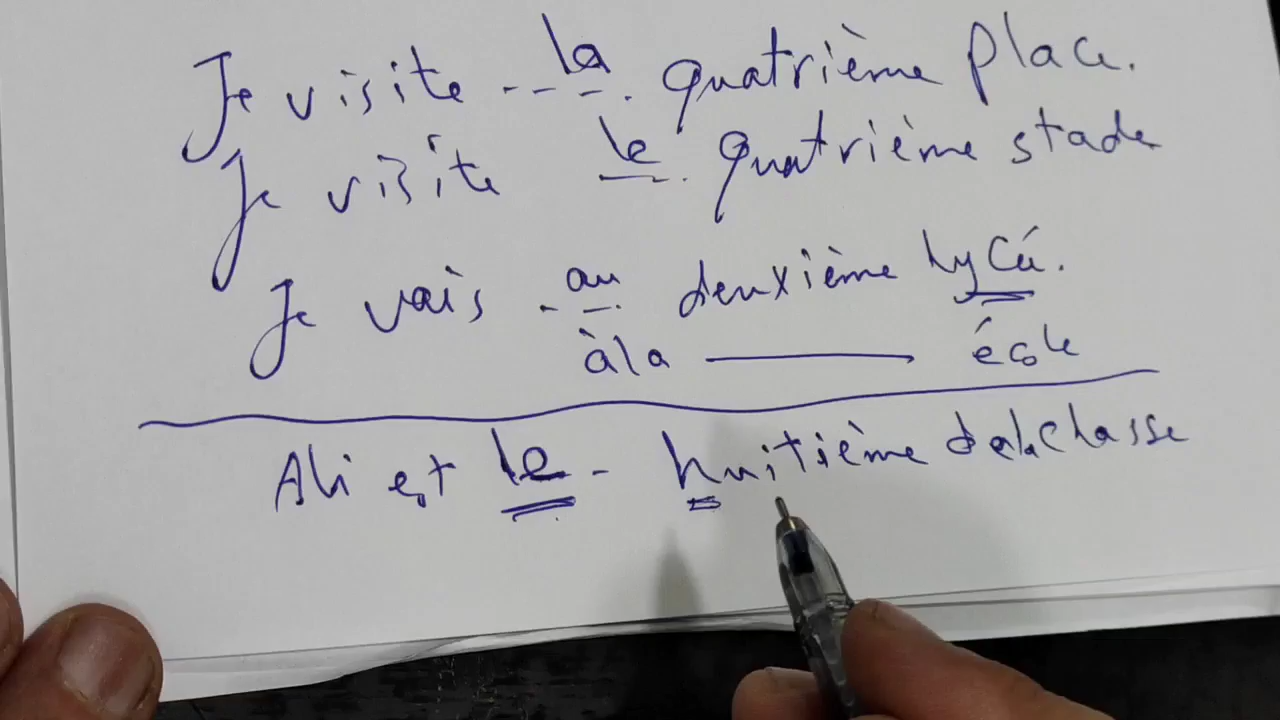 Je visite - - la - . quatrième place.
Je visite le . quatrième stade
Je vais - au - . deuxième lycée.
à la ——— école
Ali est le - huitième de la classe